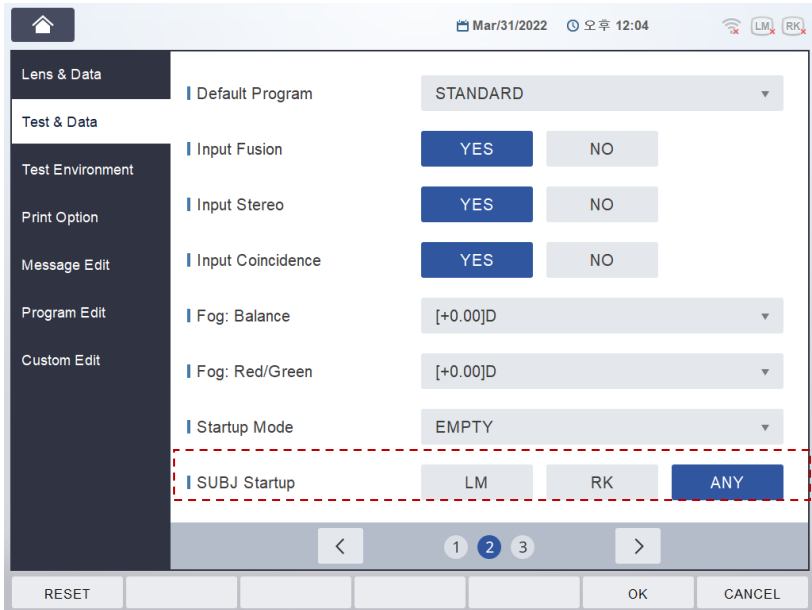 Mar/31/2022 오후 12:04 LM RK
Lens & Data
Test & Data
Test Environment
Print Option
Message Edit
Program Edit
Custom Edit
Default Program STANDARD
Input Fusion YES NO
Input Stereo YES NO
Input Coincidence YES NO
Fog: Balance [+0.00]D
Fog: Red/Green [+0.00]D
Startup Mode EMPTY
SUBJ Startup LM RK ANY
1 2 3
RESET OK CANCEL